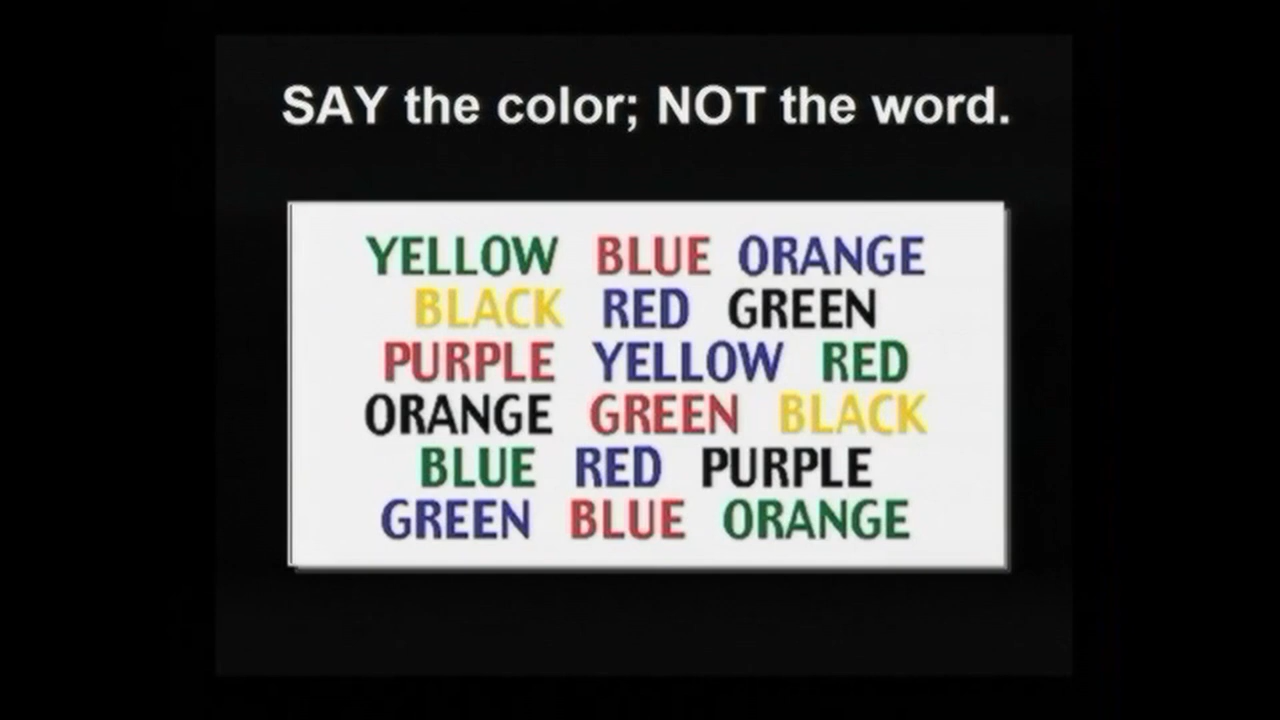 SAY the color; NOT the word.
YELLOW BLUE ORANGE
BLACK RED GREEN
PURPLE YELLOW RED
ORANGE GREEN BLACK
BLUE RED PURPLE
GREEN BLUE ORANGE